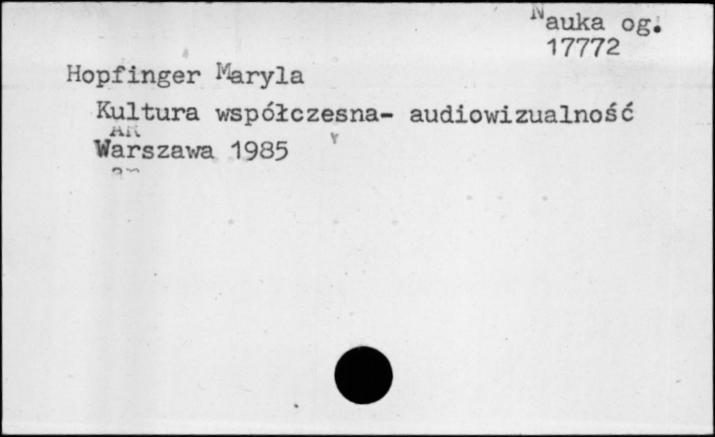 Nauka og.
17772
Hopfinger Maryla
Kultura współczesna- audiowizualność
Warszawa 1985